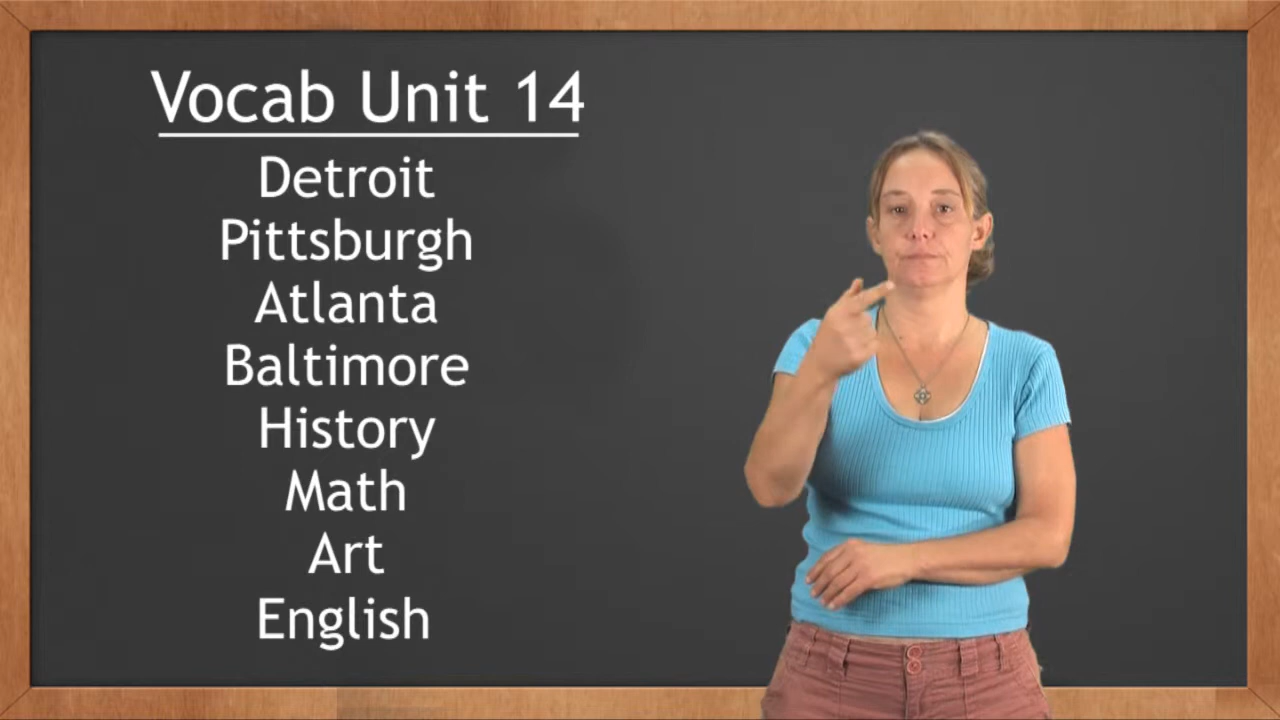 Vocab Unit 14
Detroit
Pittsburgh
Atlanta
Baltimore
History
Math
Art
English